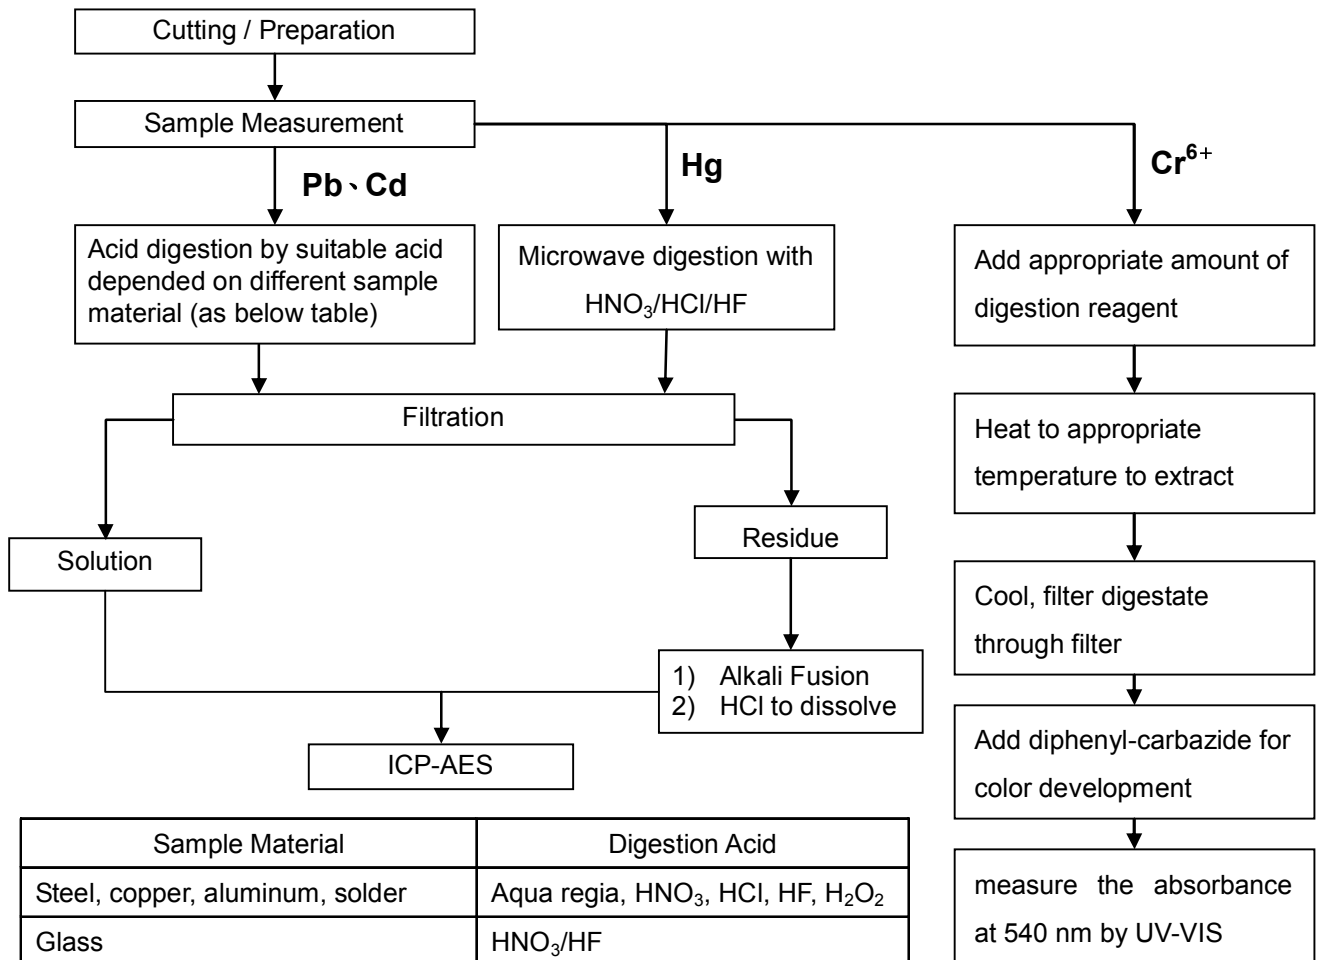 Cutting / Preparation
Sample Measurement
Pb、Cd
Hg
Cr⁶⁺
Acid digestion by suitable acid
depended on different sample
material (as below table)
Microwave digestion with
HNO₃/HCl/HF
Add appropriate amount of
digestion reagent
Filtration
Heat to appropriate
temperature to extract
Solution
Residue
Cool, filter digestate
through filter
1) Alkali Fusion
2) HCl to dissolve
ICP-AES
Add diphenyl-carbazide for
color development
measure the absorbance
at 540 nm by UV-VIS
Sample Material Digestion Acid
Steel, copper, aluminum, solder Aqua regia, HNO₃, HCl, HF, H₂O₂
Glass HNO₃/HF